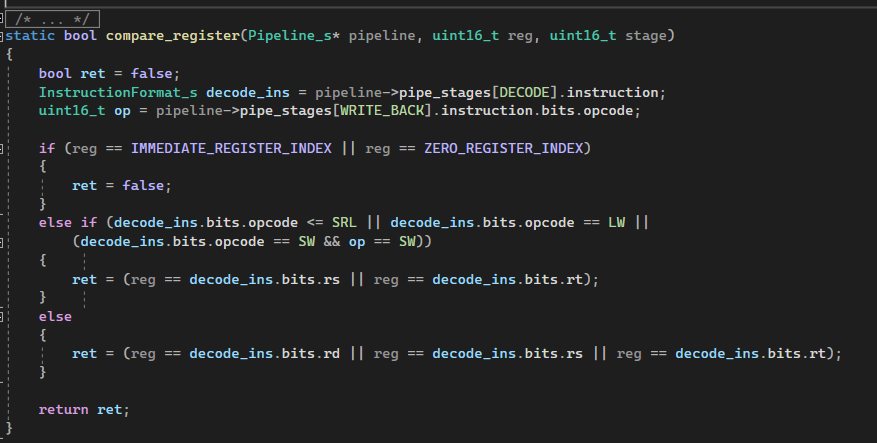 /* ... */
static bool compare_register(Pipeline_s* pipeline, uint16_t reg, uint16_t stage)
{
    bool ret = false;
    InstructionFormat_s decode_ins = pipeline->pipe_stages[DECODE].instruction;
    uint16_t op = pipeline->pipe_stages[WRITE_BACK].instruction.bits.opcode;

    if (reg == IMMEDIATE_REGISTER_INDEX || reg == ZERO_REGISTER_INDEX)
    {
        ret = false;
    }
    else if (decode_ins.bits.opcode <= SRL || decode_ins.bits.opcode == LW ||
        (decode_ins.bits.opcode == SW && op == SW))
    {
        ret = (reg == decode_ins.bits.rs || reg == decode_ins.bits.rt);
    }
    else
    {
        ret = (reg == decode_ins.bits.rd || reg == decode_ins.bits.rs || reg == decode_ins.bits.rt);
    }

    return ret;
}